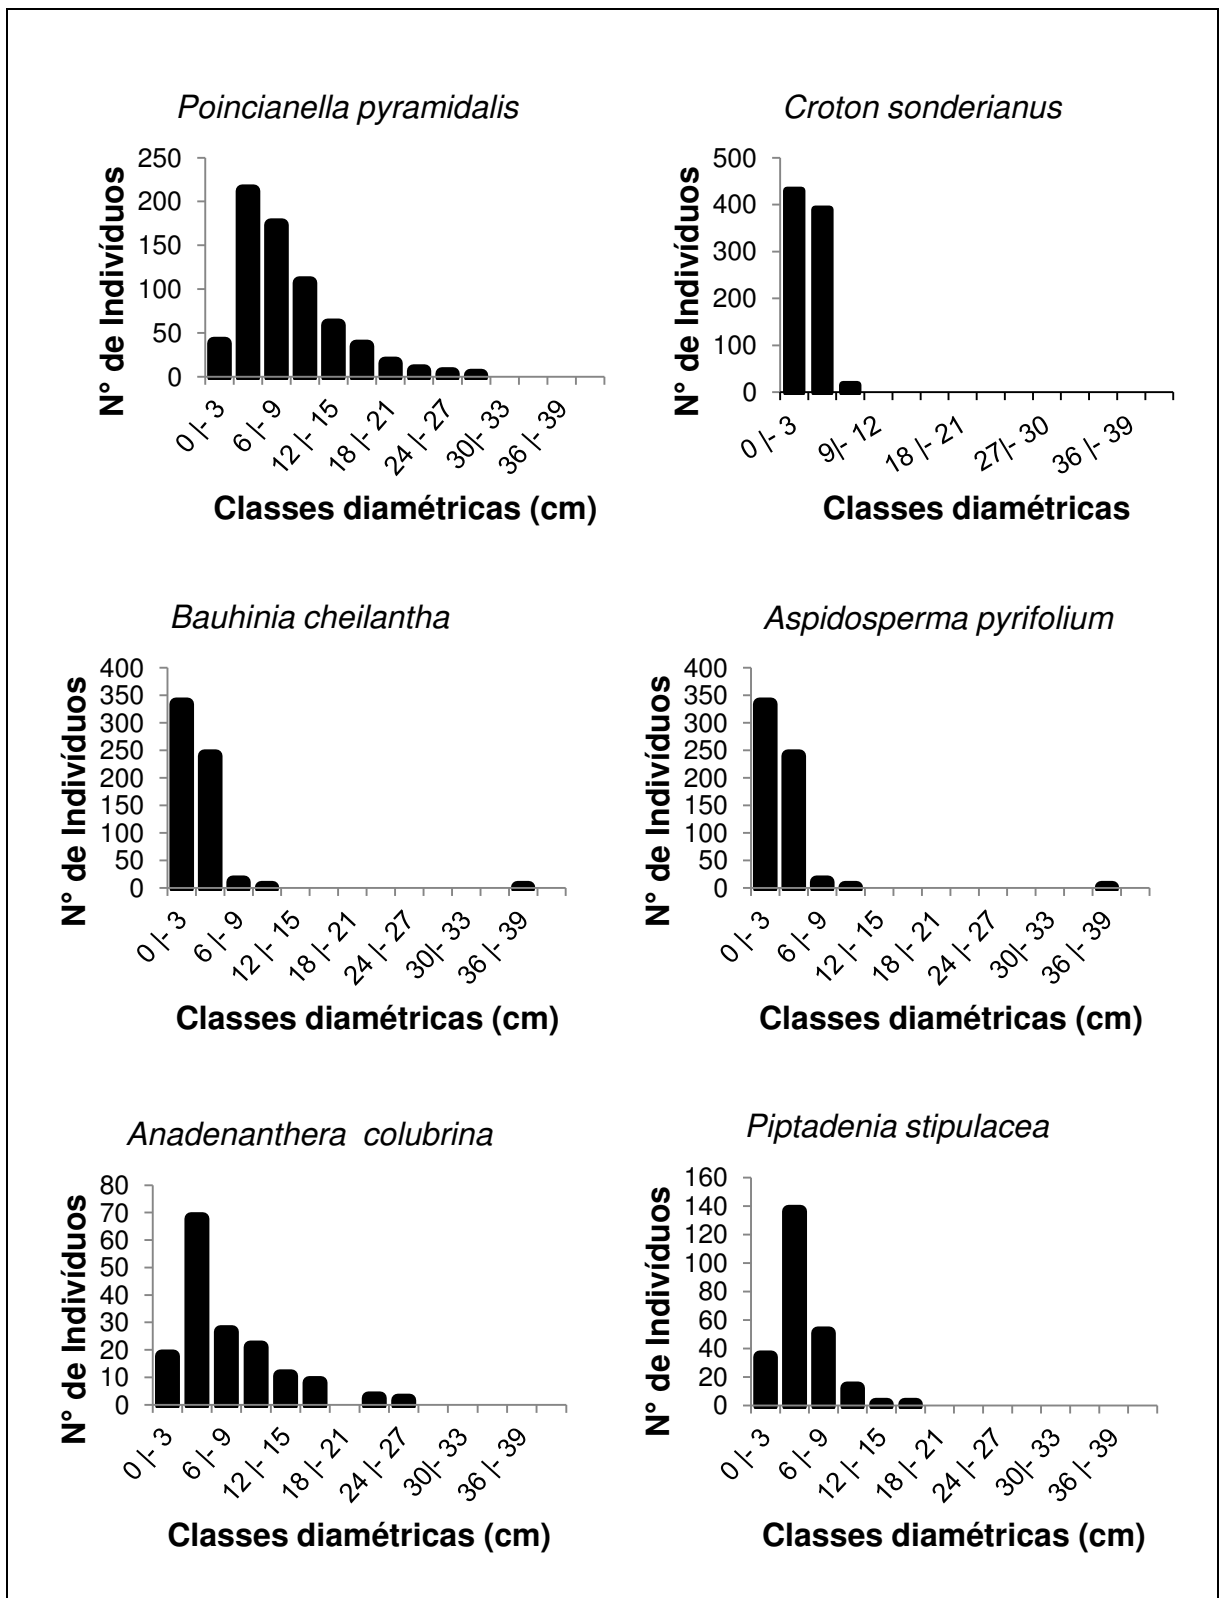 Poincianella pyramidalis
N° de Indivíduos
250
200
150
100
50
0
0 |- 3
6 |- 9
12 |- 15
18 |- 21
24 |- 27
30|- 33
36 |- 39
Classes diamétricas (cm)
Croton sonderianus
N° de Indivíduos
500
400
300
200
100
0
0 |- 3
9|- 12
18 |- 21
27|- 30
36 |- 39
Classes diamétricas
Bauhinia cheilantha
N° de Indivíduos
400
350
300
250
200
150
100
50
0
0 |- 3
6 |- 9
12 |- 15
18 |- 21
24 |- 27
30|- 33
36 |- 39
Classes diamétricas (cm)
Aspidosperma pyrifolium
N° de Indivíduos
400
350
300
250
200
150
100
50
0
0 |- 3
6 |- 9
12 |- 15
18 |- 21
24 |- 27
30|- 33
36 |- 39
Classes diamétricas (cm)
Anadenanthera colubrina
N° de Indivíduos
80
70
60
50
40
30
20
10
0
0 |- 3
6 |- 9
12 |- 15
18 |- 21
24 |- 27
30|- 33
36 |- 39
Classes diamétricas (cm)
Piptadenia stipulacea
N° de Indivíduos
160
140
120
100
80
60
40
20
0
0 |- 3
6 |- 9
12 |- 15
18 |- 21
24 |- 27
30|- 33
36 |- 39
Classes diamétricas (cm)